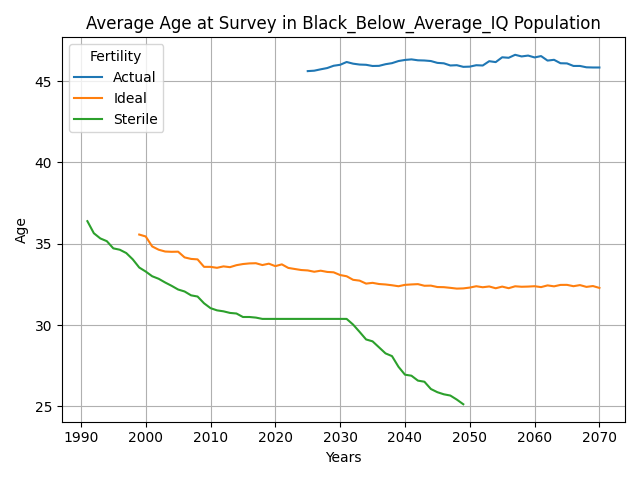 Average Age at Survey in Black_Below_Average_IQ Population
Fertility
Actual
Ideal
Sterile
Age
45
40
35
30
25
1990 2000 2010 2020 2030 2040 2050 2060 2070
Years